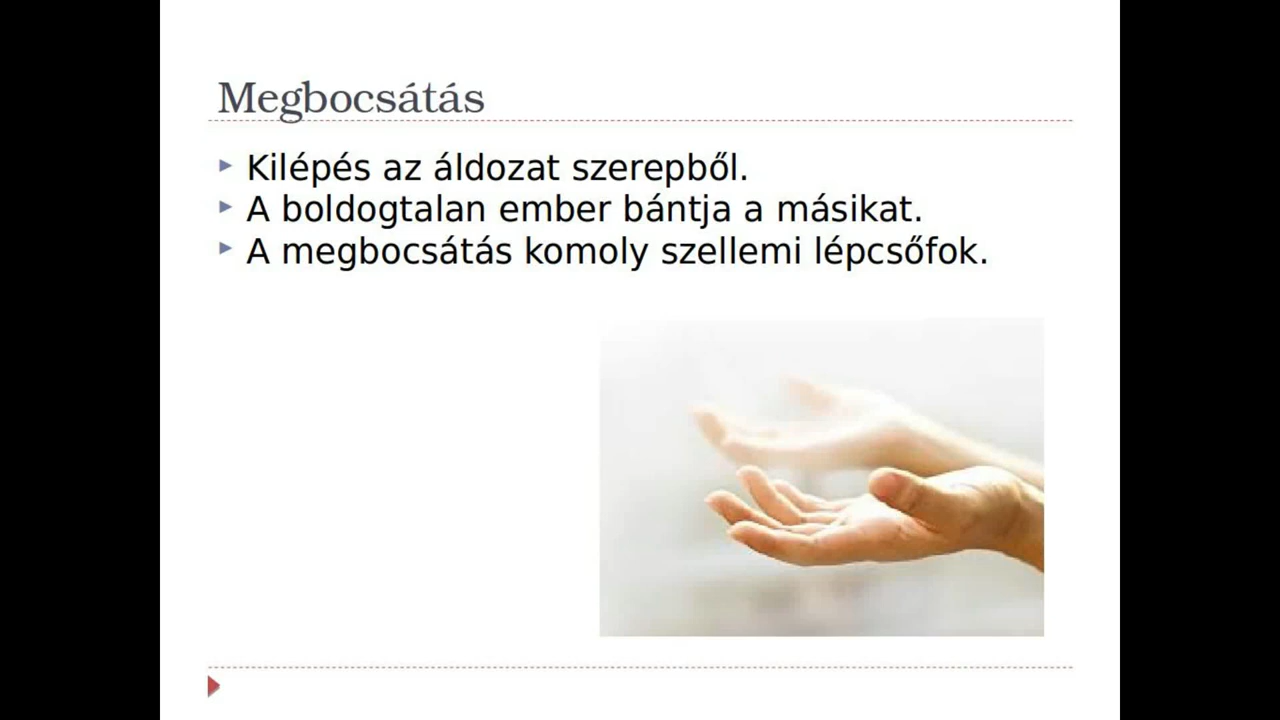 Megbocsátás
Kilépés az áldozat szerepből.
A boldogtalan ember bántja a másikat.
A megbocsátás komoly szellemi lépcsőfok.